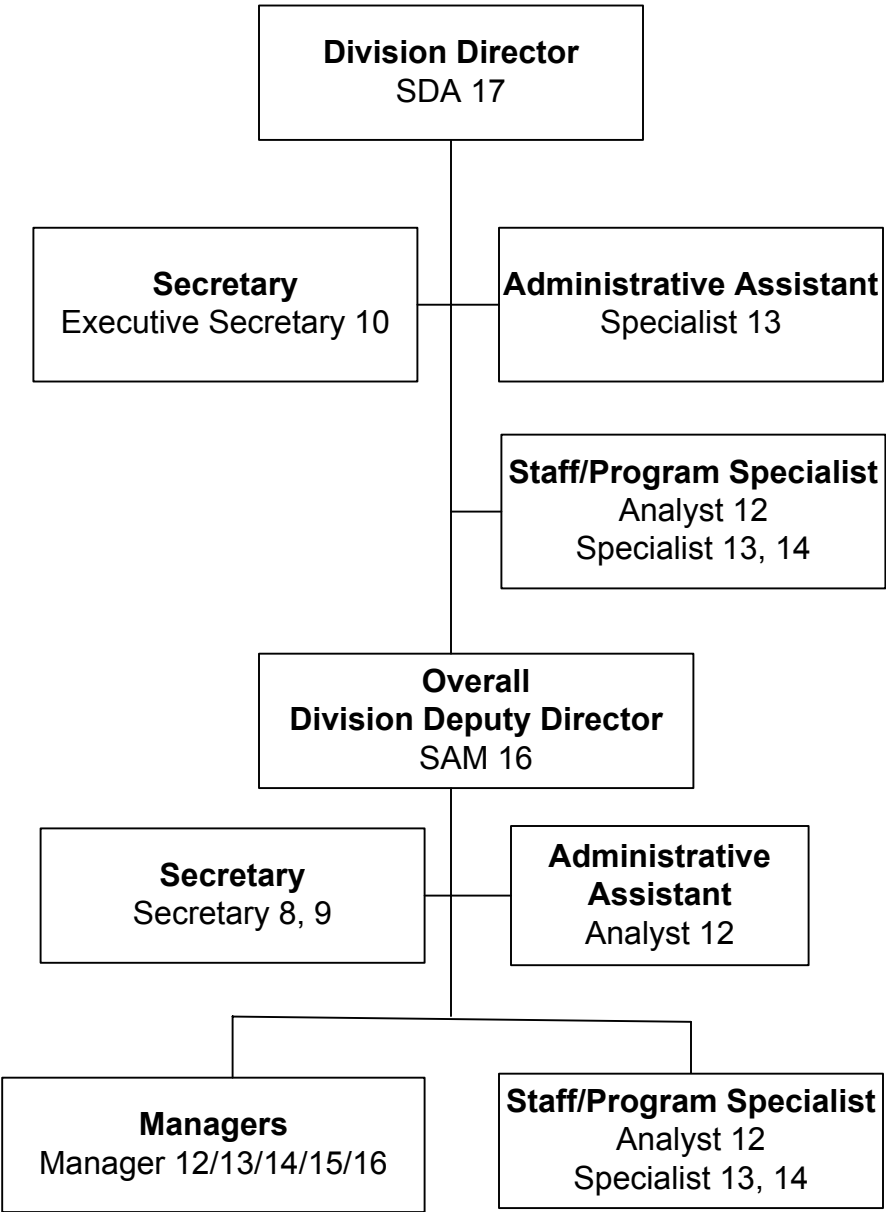 Division Director
SDA 17
Secretary
Executive Secretary 10
Administrative Assistant
Specialist 13
Staff/Program Specialist
Analyst 12
Specialist 13, 14
Overall
Division Deputy Director
SAM 16
Secretary
Secretary 8, 9
Administrative
Assistant
Analyst 12
Managers
Manager 12/13/14/15/16
Staff/Program Specialist
Analyst 12
Specialist 13, 14